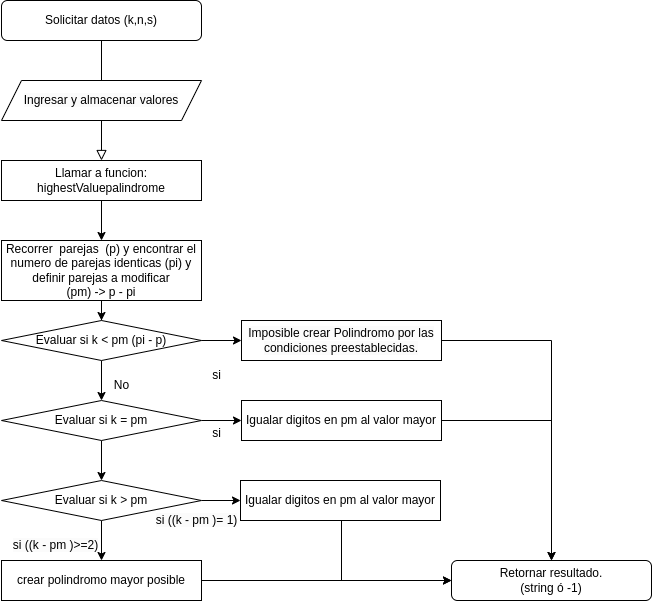 Solicitar datos (k,n,s)
Ingresar y almacenar valores
Llamar a funcion:
highestValuepalindrome
Recorrer parejas (p) y encontrar el
numero de parejas identicas (pi) y
definir parejas a modificar
(pm) -> p - pi
Evaluar si k < pm (pi - p)
Imposible crear Polindromo por las
condiciones preestablecidas.
si
No
Evaluar si k = pm
Igualar digitos en pm al valor mayor
si
Evaluar si k > pm
Igualar digitos en pm al valor mayor
si ((k - pm )= 1)
si ((k - pm )>=2)
crear polindromo mayor posible
Retornar resultado.
(string ó -1)